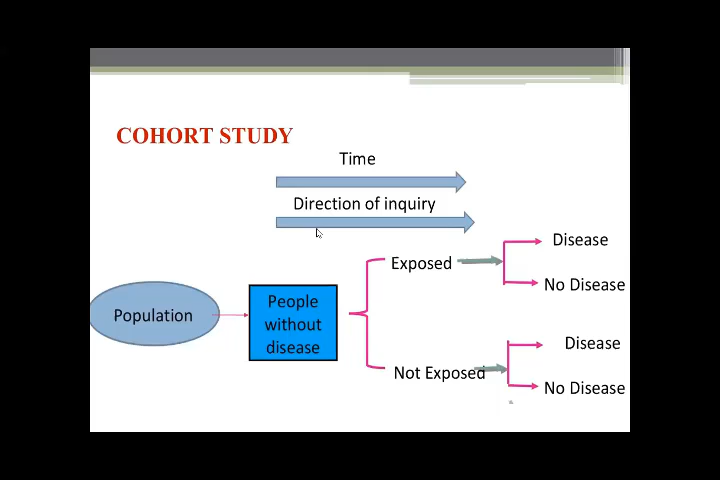 COHORT STUDY
Time
Direction of inquiry
Disease
Exposed
No Disease
People
Population
without
disease
Disease
Not Exposed
No Disease